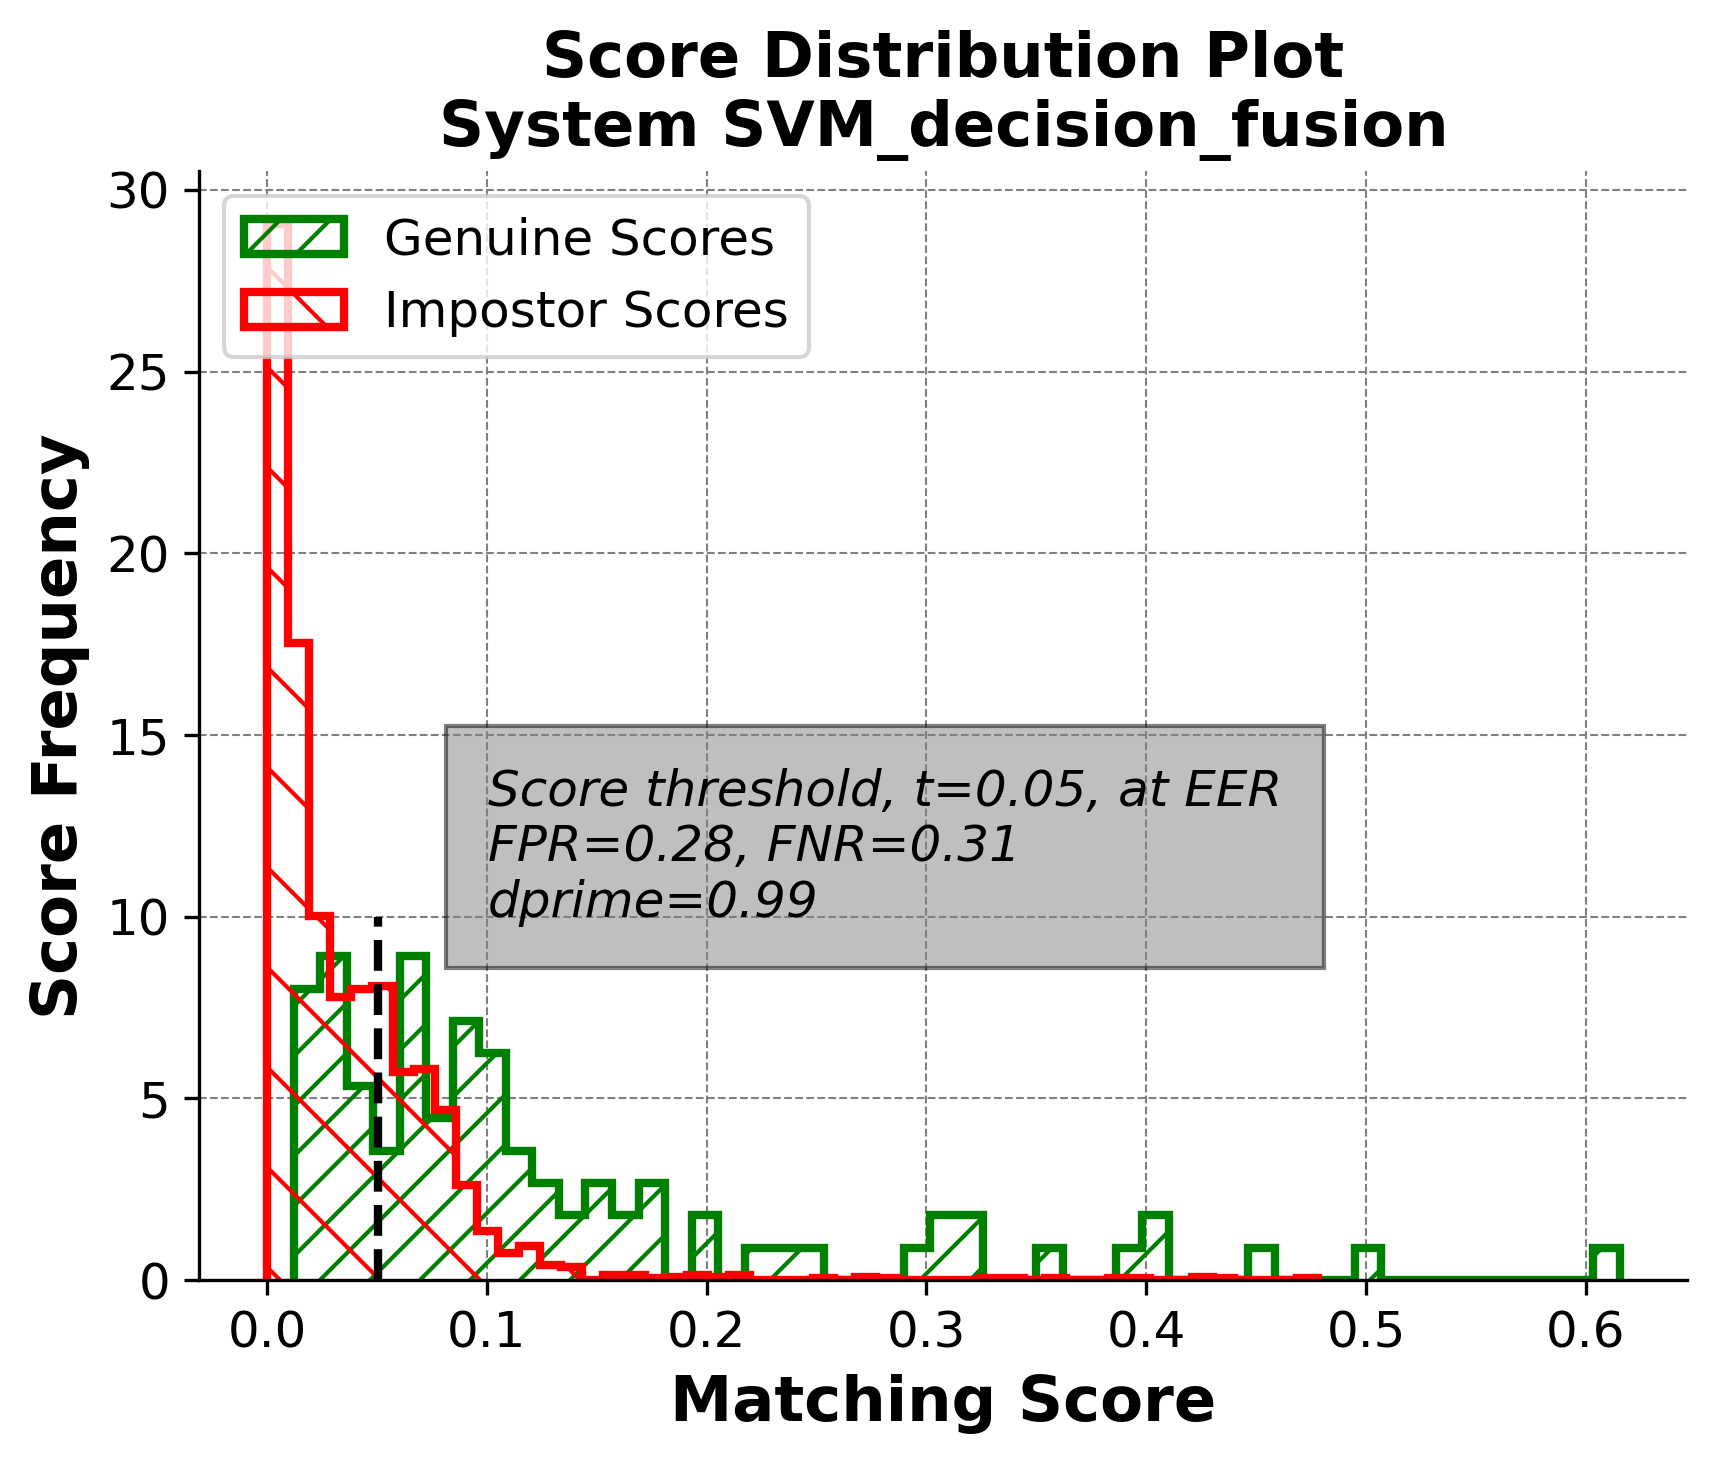 Score Distribution Plot
System SVM_decision_fusion
30
25
20
15
10
5
0
Score Frequency
Genuine Scores
Impostor Scores
Score threshold, t=0.05, at EER
FPR=0.28, FNR=0.31
dprime=0.99
0.0 0.1 0.2 0.3 0.4 0.5 0.6
Matching Score